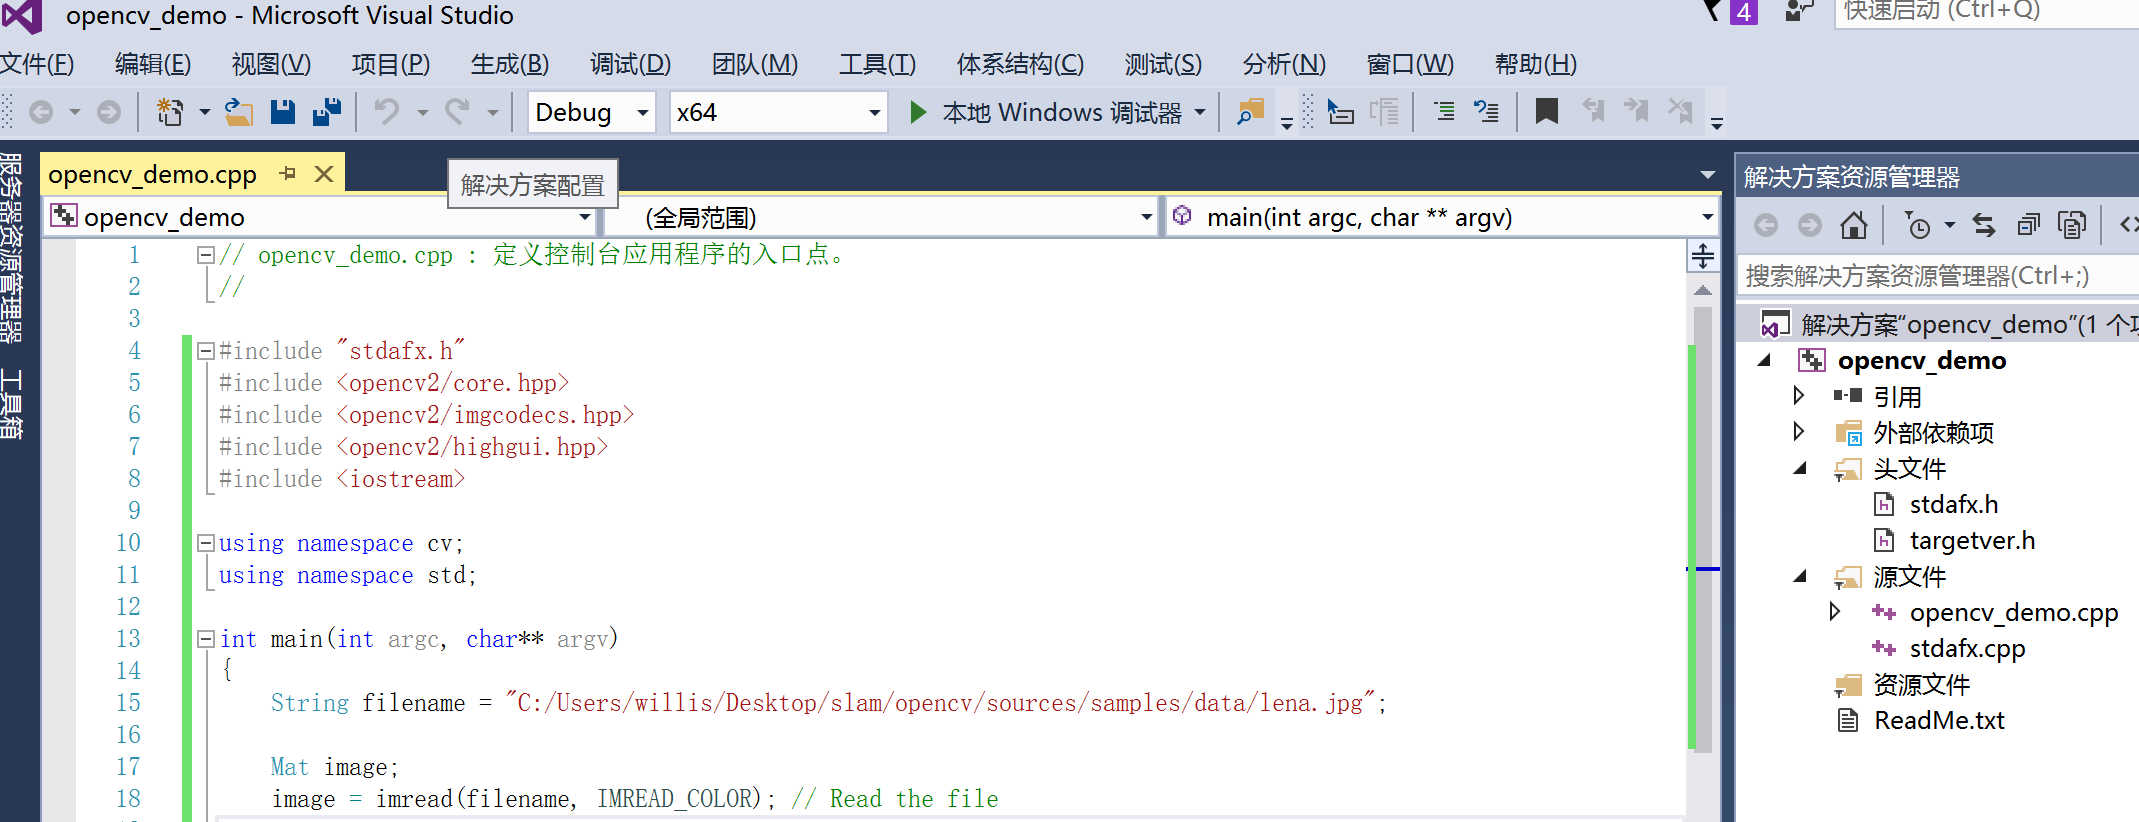 opencv_demo - Microsoft Visual Studio
4
快速启动 (Ctrl+Q)
文件(F) 编辑(E) 视图(V) 项目(P) 生成(B) 调试(D) 团队(M) 工具(T) 体系结构(C) 测试(S) 分析(N) 窗口(W) 帮助(H)
Debug x64 本地 Windows 调试器
服务器资源管理器
工具箱
opencv_demo.cpp
解决方案配置
opencv_demo (全局范围) main(int argc, char ** argv)
1 // opencv_demo.cpp : 定义控制台应用程序的入口点。
2 //
3
4 #include "stdafx.h"
5 #include <opencv2/core.hpp>
6 #include <opencv2/imgcodecs.hpp>
7 #include <opencv2/highgui.hpp>
8 #include <iostream>
9
10 using namespace cv;
11 using namespace std;
12
13 int main(int argc, char** argv)
14 {
15 String filename = "C:/Users/willis/Desktop/slam/opencv/sources/samples/data/lena.jpg";
16
17 Mat image;
18 image = imread(filename, IMREAD_COLOR); // Read the file
解决方案资源管理器
搜索解决方案资源管理器(Ctrl+;)
解决方案"opencv_demo"(1 个
opencv_demo
引用
外部依赖项
头文件
stdafx.h
targetver.h
源文件
opencv_demo.cpp
stdafx.cpp
资源文件
ReadMe.txt